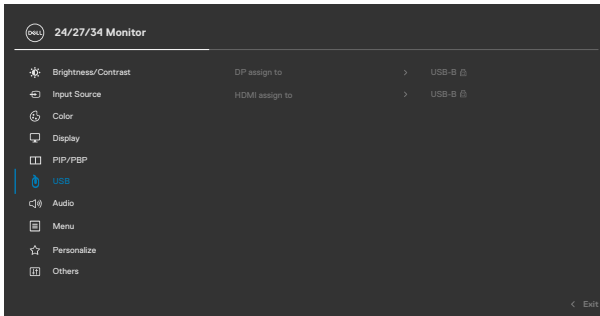 DELL
24/27/34 Monitor
Brightness/Contrast DP assign to > USB-B
Input Source HDMI assign to > USB-B
Color
Display
PIP/PBP
USB
Audio
Menu
Personalize
Others
< Exit